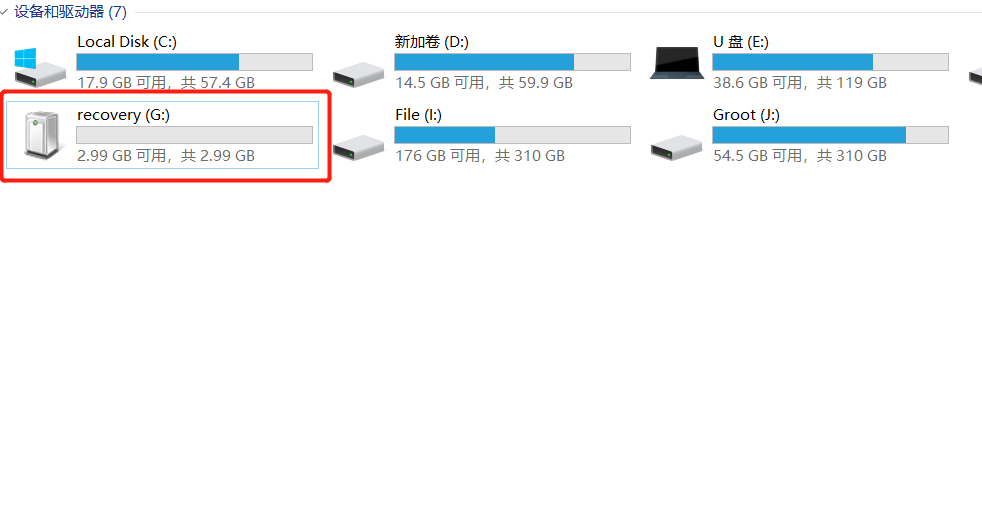 设备和驱动器 (7)
Local Disk (C:)
17.9 GB 可用，共 57.4 GB
新加卷 (D:)
14.5 GB 可用，共 59.9 GB
U 盘 (E:)
38.6 GB 可用，共 119 GB
recovery (G:)
2.99 GB 可用，共 2.99 GB
File (I:)
176 GB 可用，共 310 GB
Groot (J:)
54.5 GB 可用，共 310 GB